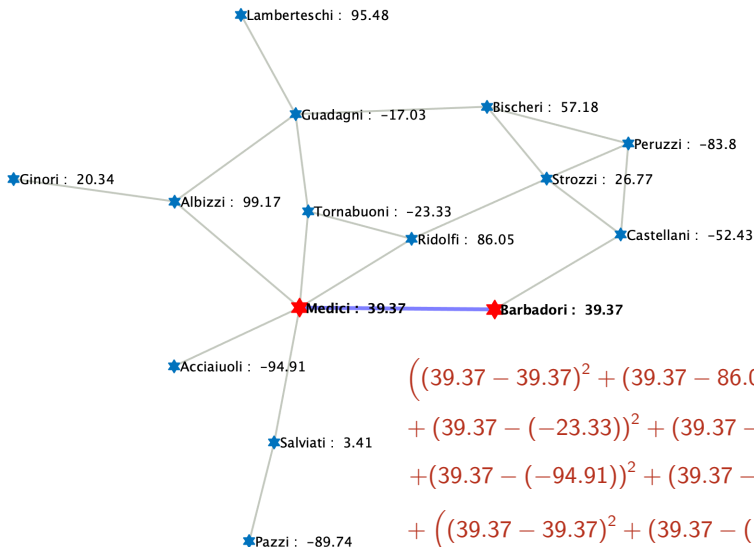 Lamberteschi : 95.48
Guadagni : -17.03
Bischeri : 57.18
Peruzzi : -83.8
Ginori : 20.34
Strozzi : 26.77
Albizzi : 99.17
Tornabuoni : -23.33
Castellani : -52.43
Ridolfi : 86.05
Medici : 39.37
Barbadori : 39.37
Acciaiuoli : -94.91
((39.37 − 39.37)² + (39.37 − 86.0
+ (39.37 − (−23.33))² + (39.37 −
Salviati : 3.41
+(39.37 − (−94.91))² + (39.37 −
+ ((39.37 − 39.37)² + (39.37 − (
Pazzi : -89.74